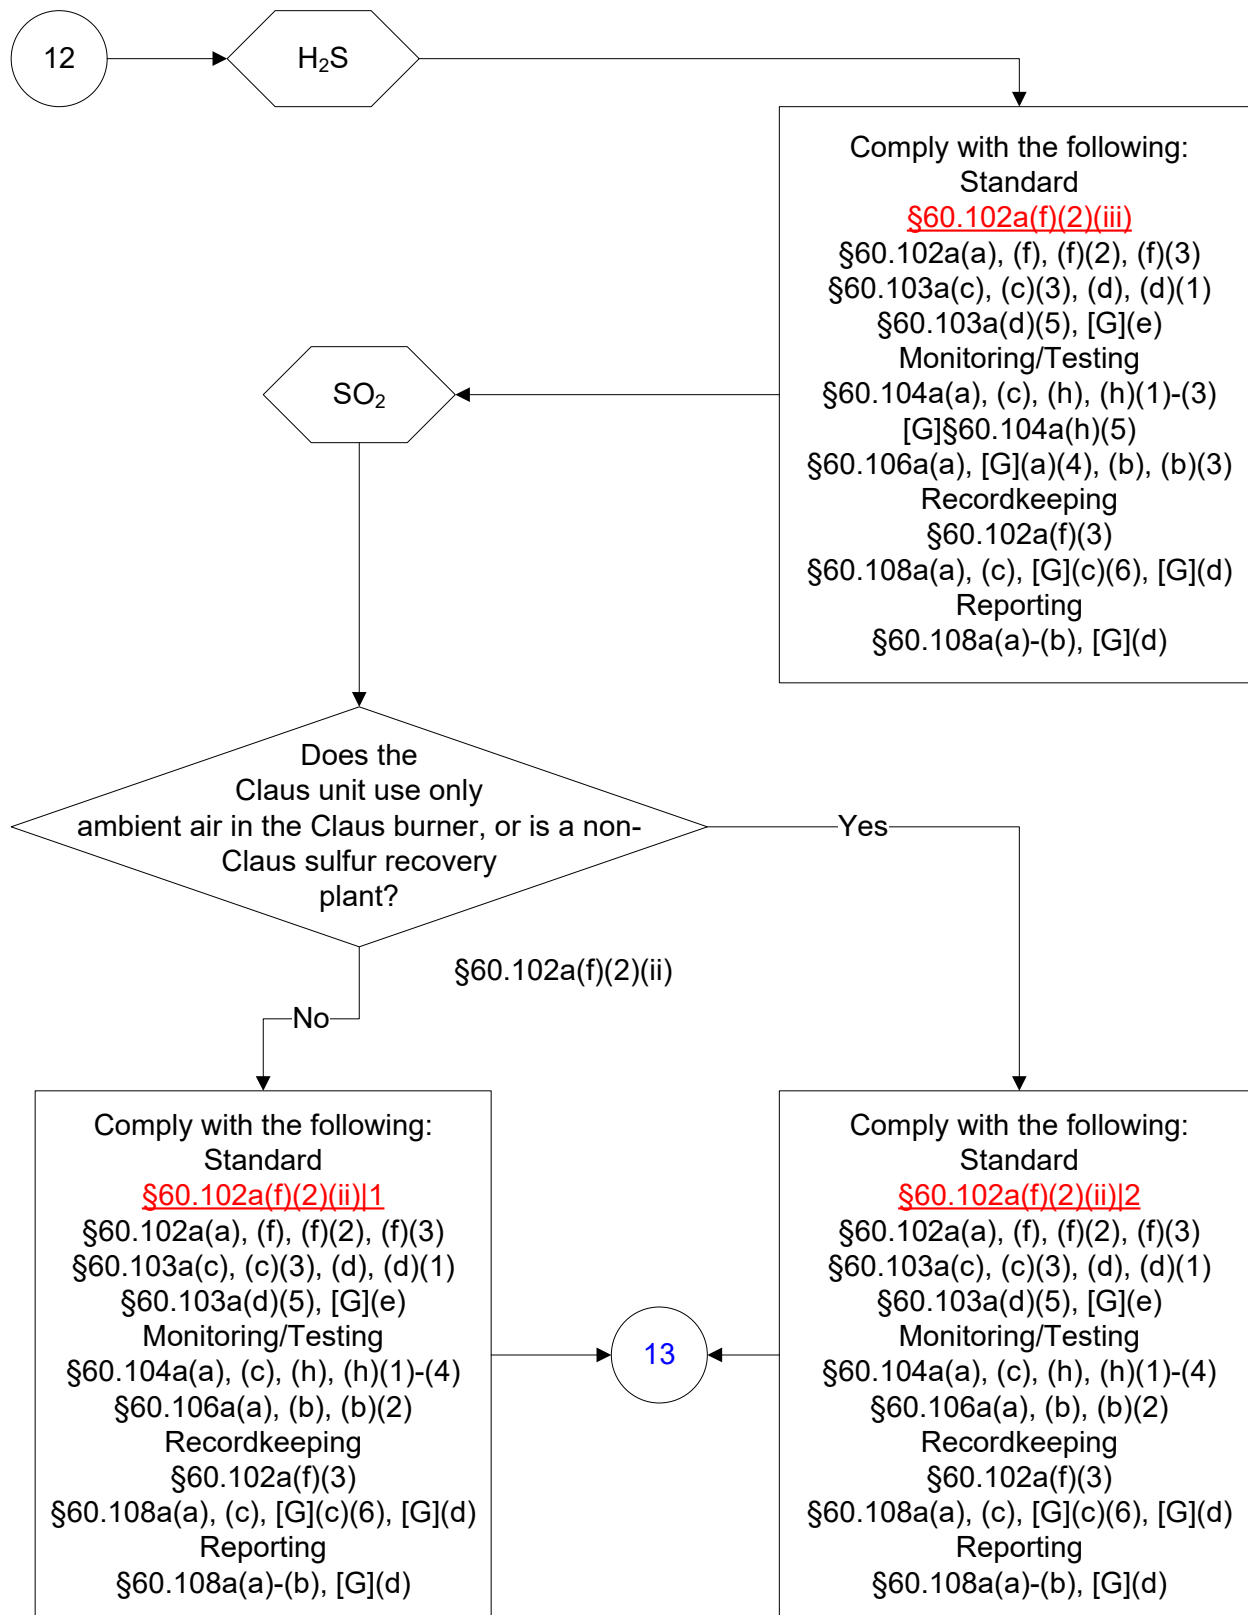 12
H₂S
Comply with the following:
Standard
§60.102a(f)(2)(iii)
§60.102a(a), (f), (f)(2), (f)(3)
§60.103a(c), (c)(3), (d), (d)(1)
§60.103a(d)(5), [G](e)
Monitoring/Testing
§60.104a(a), (c), (h), (h)(1)-(3)
[G]§60.104a(h)(5)
§60.106a(a), [G](a)(4), (b), (b)(3)
Recordkeeping
§60.102a(f)(3)
§60.108a(a), (c), [G](c)(6), [G](d)
Reporting
§60.108a(a)-(b), [G](d)
SO₂
Does the
Claus unit use only
ambient air in the Claus burner, or is a non-
Claus sulfur recovery
plant?
Yes
§60.102a(f)(2)(ii)
No
Comply with the following:
Standard
§60.102a(f)(2)(ii)|1
§60.102a(a), (f), (f)(2), (f)(3)
§60.103a(c), (c)(3), (d), (d)(1)
§60.103a(d)(5), [G](e)
Monitoring/Testing
§60.104a(a), (c), (h), (h)(1)-(4)
§60.106a(a), (b), (b)(2)
Recordkeeping
§60.102a(f)(3)
§60.108a(a), (c), [G](c)(6), [G](d)
Reporting
§60.108a(a)-(b), [G](d)
13
Comply with the following:
Standard
§60.102a(f)(2)(ii)|2
§60.102a(a), (f), (f)(2), (f)(3)
§60.103a(c), (c)(3), (d), (d)(1)
§60.103a(d)(5), [G](e)
Monitoring/Testing
§60.104a(a), (c), (h), (h)(1)-(4)
§60.106a(a), (b), (b)(2)
Recordkeeping
§60.102a(f)(3)
§60.108a(a), (c), [G](c)(6), [G](d)
Reporting
§60.108a(a)-(b), [G](d)